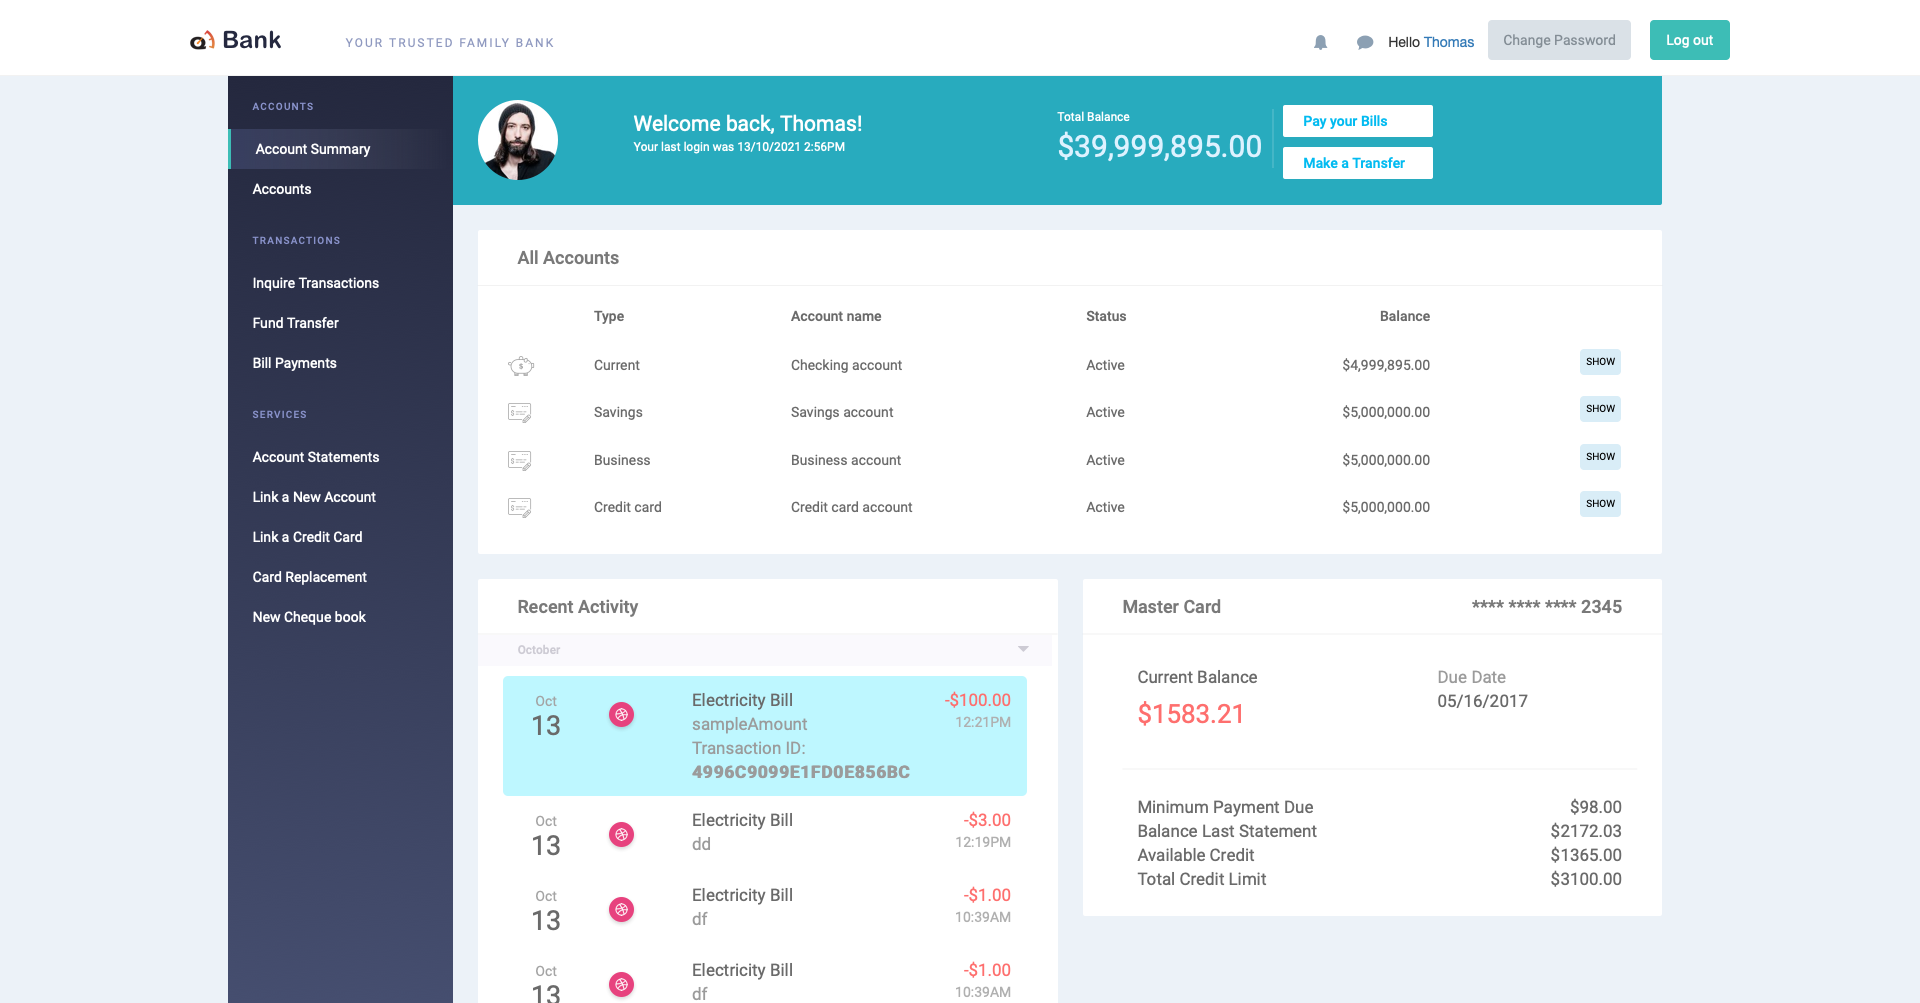 Bank
YOUR TRUSTED FAMILY BANK
Hello Thomas
Change Password
Log out
ACCOUNTS
Account Summary
Accounts
TRANSACTIONS
Inquire Transactions
Fund Transfer
Bill Payments
SERVICES
Account Statements
Link a New Account
Link a Credit Card
Card Replacement
New Cheque book
Welcome back, Thomas!
Your last login was 13/10/2021 2:56PM
Total Balance
$39,999,895.00
Pay your Bills
Make a Transfer
All Accounts
Type Account name Status Balance
Current Checking account Active $4,999,895.00 SHOW
Savings Savings account Active $5,000,000.00 SHOW
Business Business account Active $5,000,000.00 SHOW
Credit card Credit card account Active $5,000,000.00 SHOW
Recent Activity
October
Oct 13
Electricity Bill -$100.00
sampleAmount 12:21PM
Transaction ID:
4996C9099E1FD0E856BC
Oct 13
Electricity Bill -$3.00
dd 12:19PM
Oct 13
Electricity Bill -$1.00
df 10:39AM
Oct 13
Electricity Bill -$1.00
df 10:39AM
Master Card **** **** **** 2345
Current Balance
$1583.21
Due Date
05/16/2017
Minimum Payment Due $98.00
Balance Last Statement $2172.03
Available Credit $1365.00
Total Credit Limit $3100.00